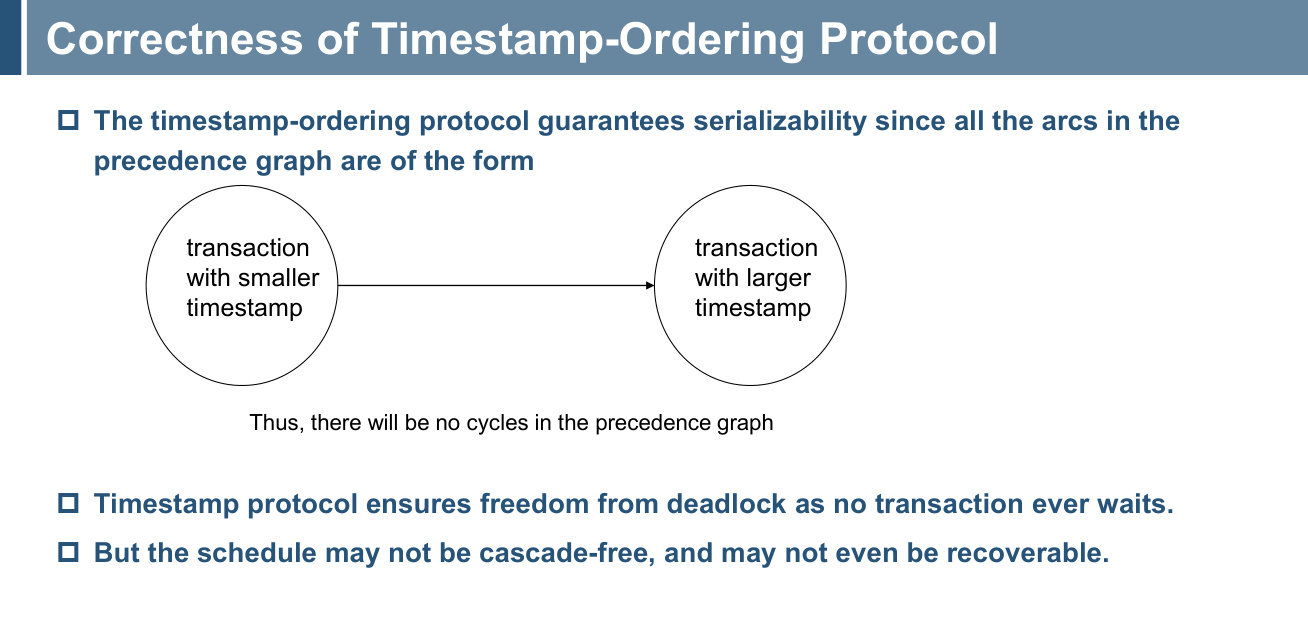 Correctness of Timestamp-Ordering Protocol
The timestamp-ordering protocol guarantees serializability since all the arcs in the
precedence graph are of the form
transaction
with smaller
timestamp
transaction
with larger
timestamp
Thus, there will be no cycles in the precedence graph
Timestamp protocol ensures freedom from deadlock as no transaction ever waits.
But the schedule may not be cascade-free, and may not even be recoverable.